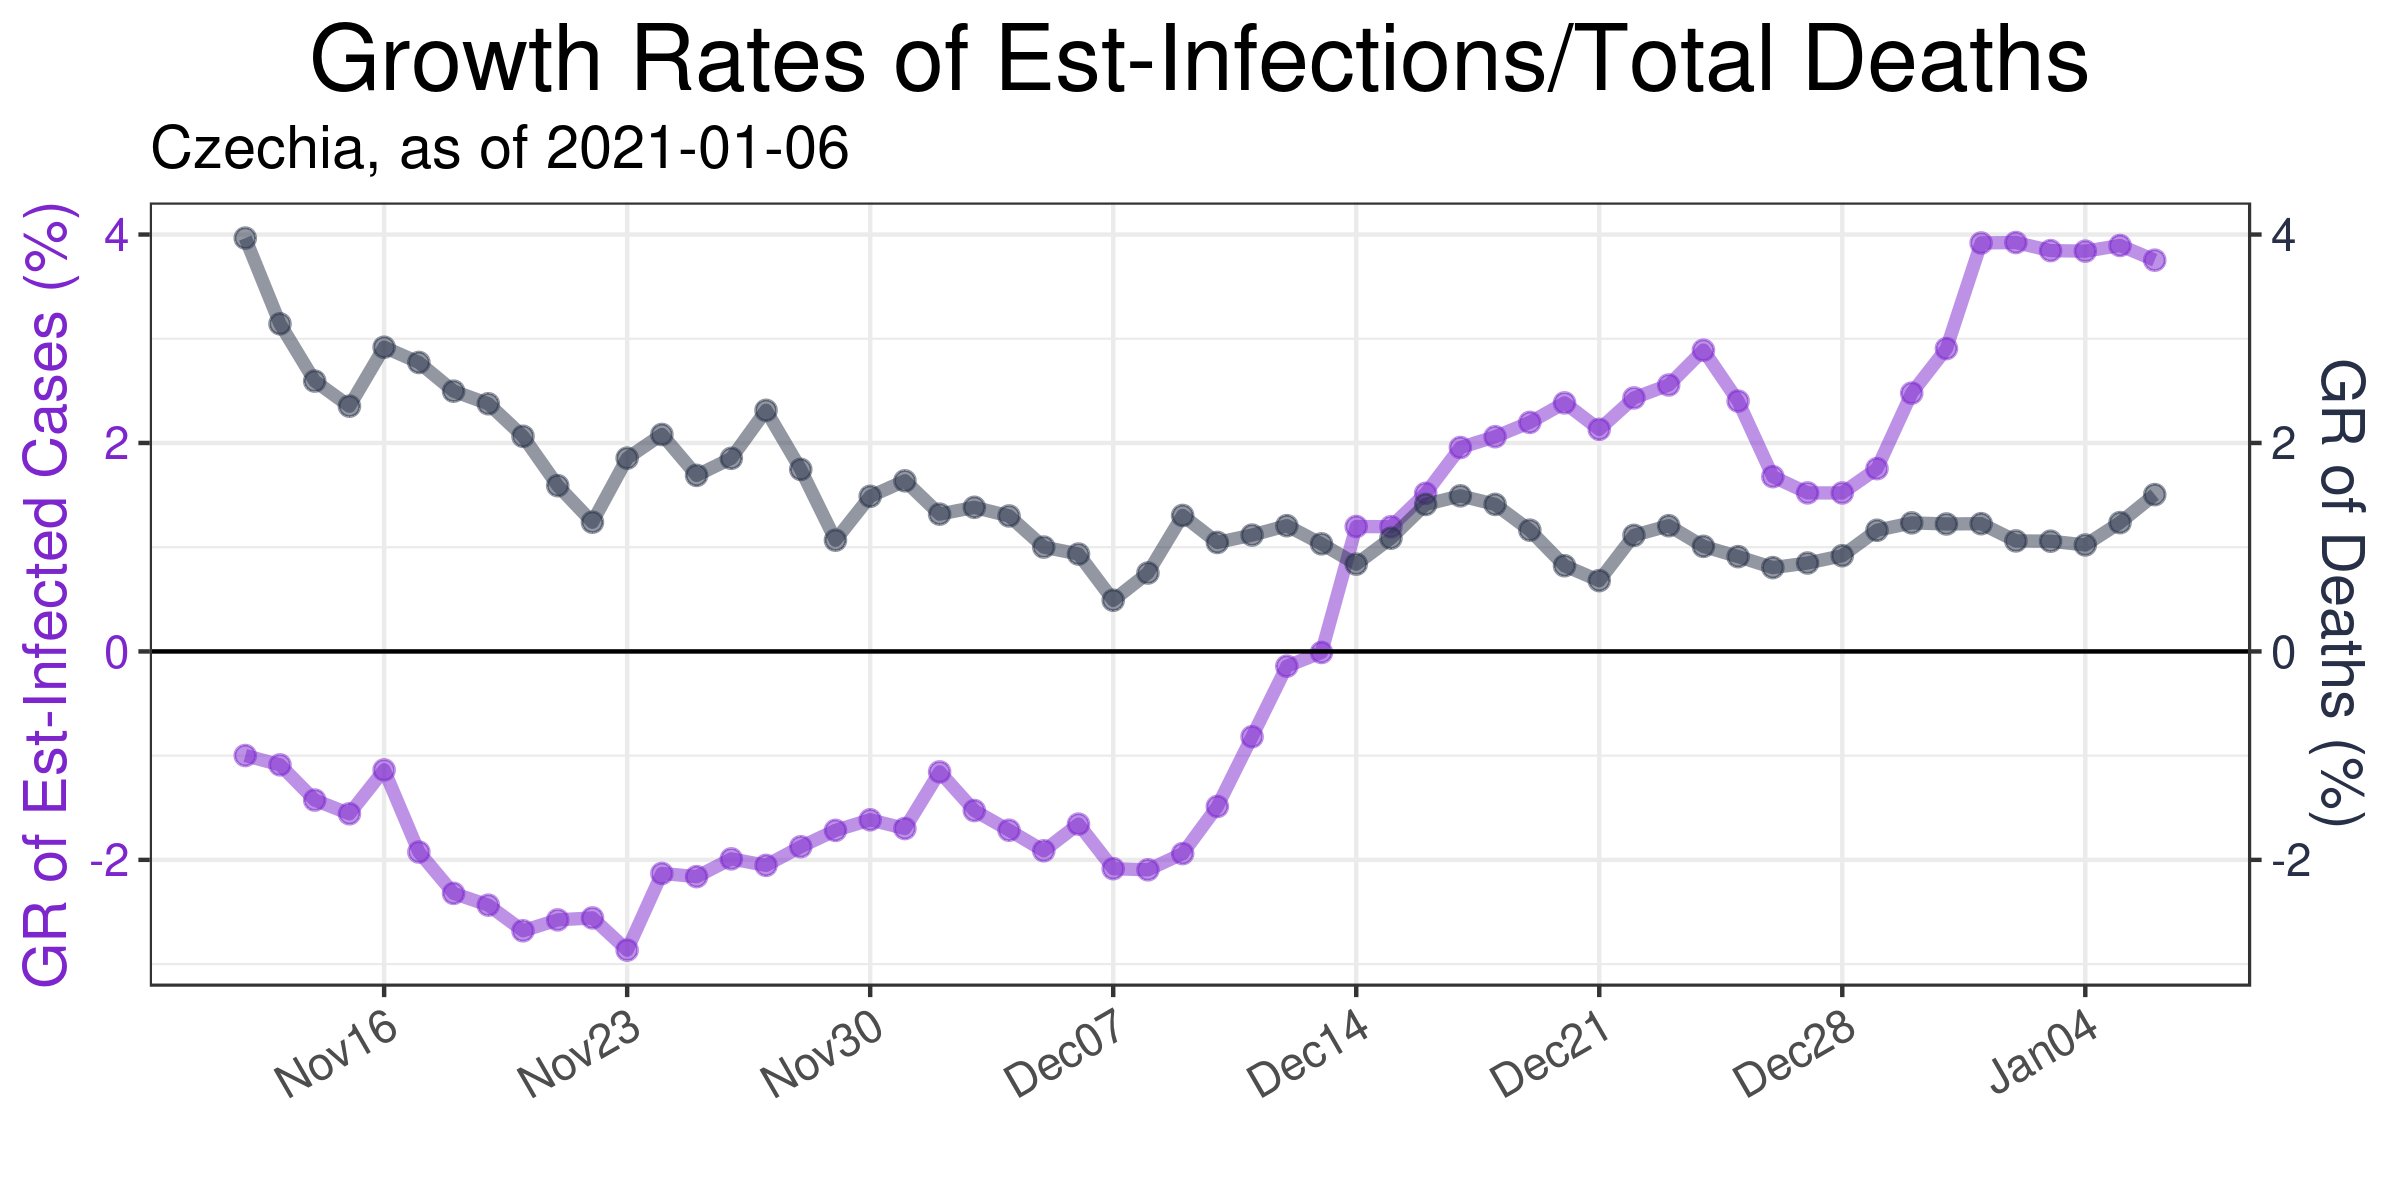 Growth Rates of Est-Infections/Total Deaths
Czechia, as of 2021-01-06
GR of Est-Infected Cases (%)
4
2
0
-2
4
2
0
-2
GR of Deaths (%)
Nov16
Nov23
Nov30
Dec07
Dec14
Dec21
Dec28
Jan04